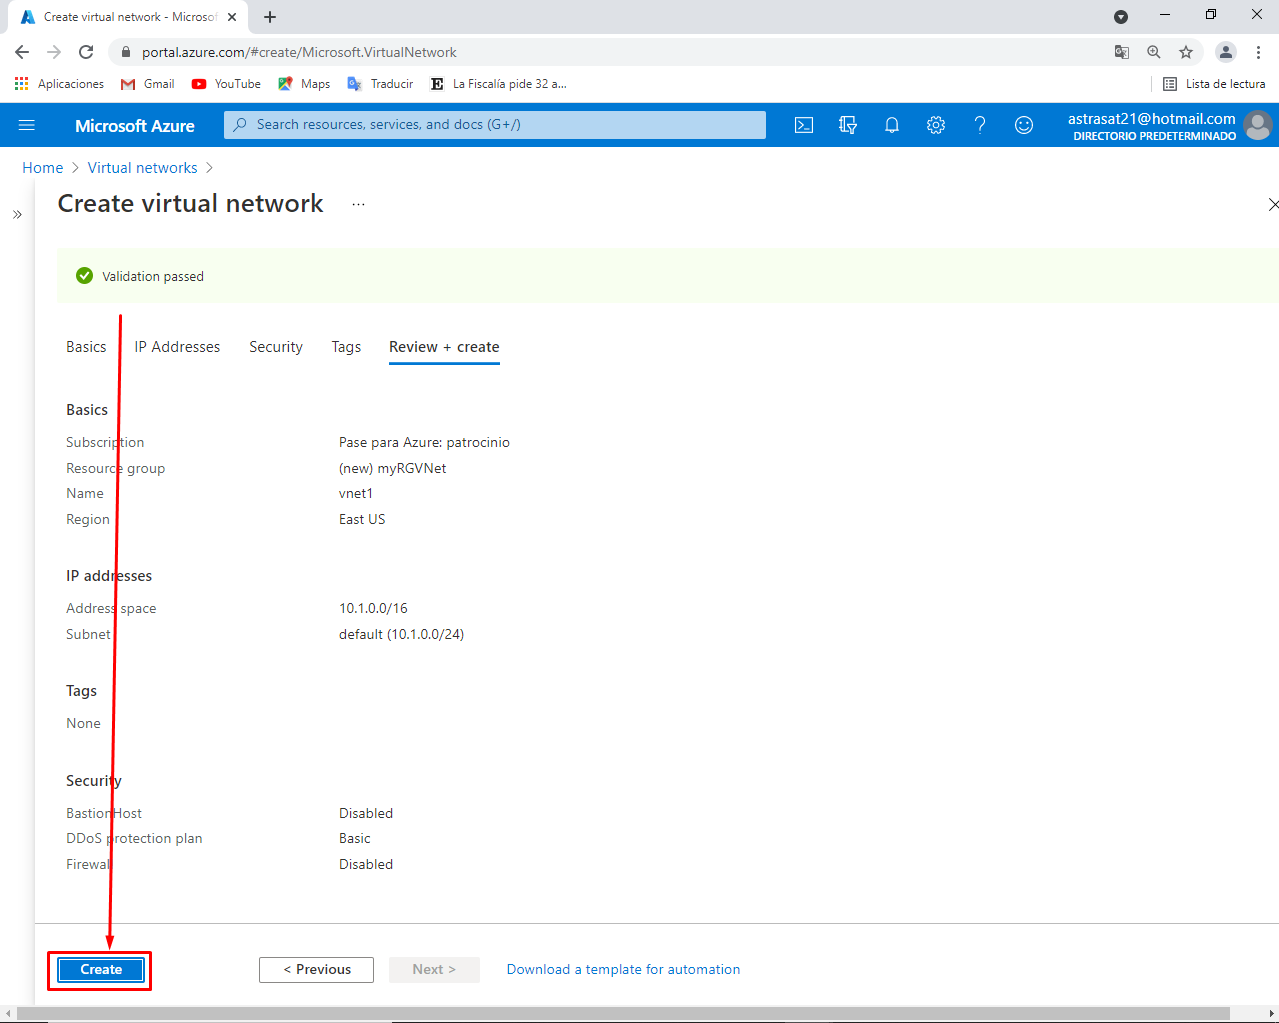 Create virtual network - Microsof
portal.azure.com/#create/Microsoft.VirtualNetwork
Aplicaciones Gmail YouTube Maps Traducir La Fiscalía pide 32 a... Lista de lectura
Microsoft Azure Search resources, services, and docs (G+/) astrasat21@hotmail.com
DIRECTORIO PREDETERMINADO
Home > Virtual networks >
Create virtual network ...
Validation passed
Basics IP Addresses Security Tags Review + create
Basics
Subscription Pase para Azure: patrocinio
Resource group (new) myRGVNet
Name vnet1
Region East US
IP addresses
Address space 10.1.0.0/16
Subnet default (10.1.0.0/24)
Tags
None
Security
BastionHost Disabled
DDoS protection plan Basic
Firewall Disabled
Create < Previous Next > Download a template for automation